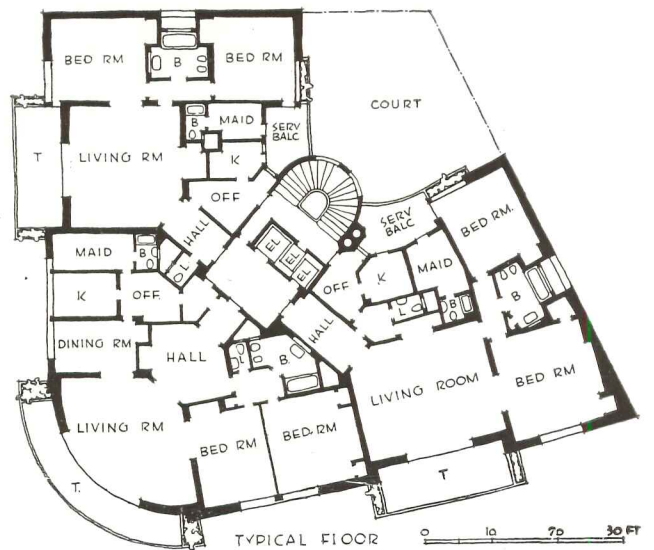 BED RM
B
BED RM
COURT
B
MAID
SERV
BALC
T
LIVING RM
K
OFF
HALL
SERV
BALC
BED RM.
MAID
B
L
EL
EL
EL
K
OFF
OFF
K
MAID
B
L
B
HALL
DINING RM
HALL
L
B.
LIVING ROOM
BED RM
LIVING RM
BED RM
BED RM
T
T.
TYPICAL FLOOR
0 10 70 30 FT